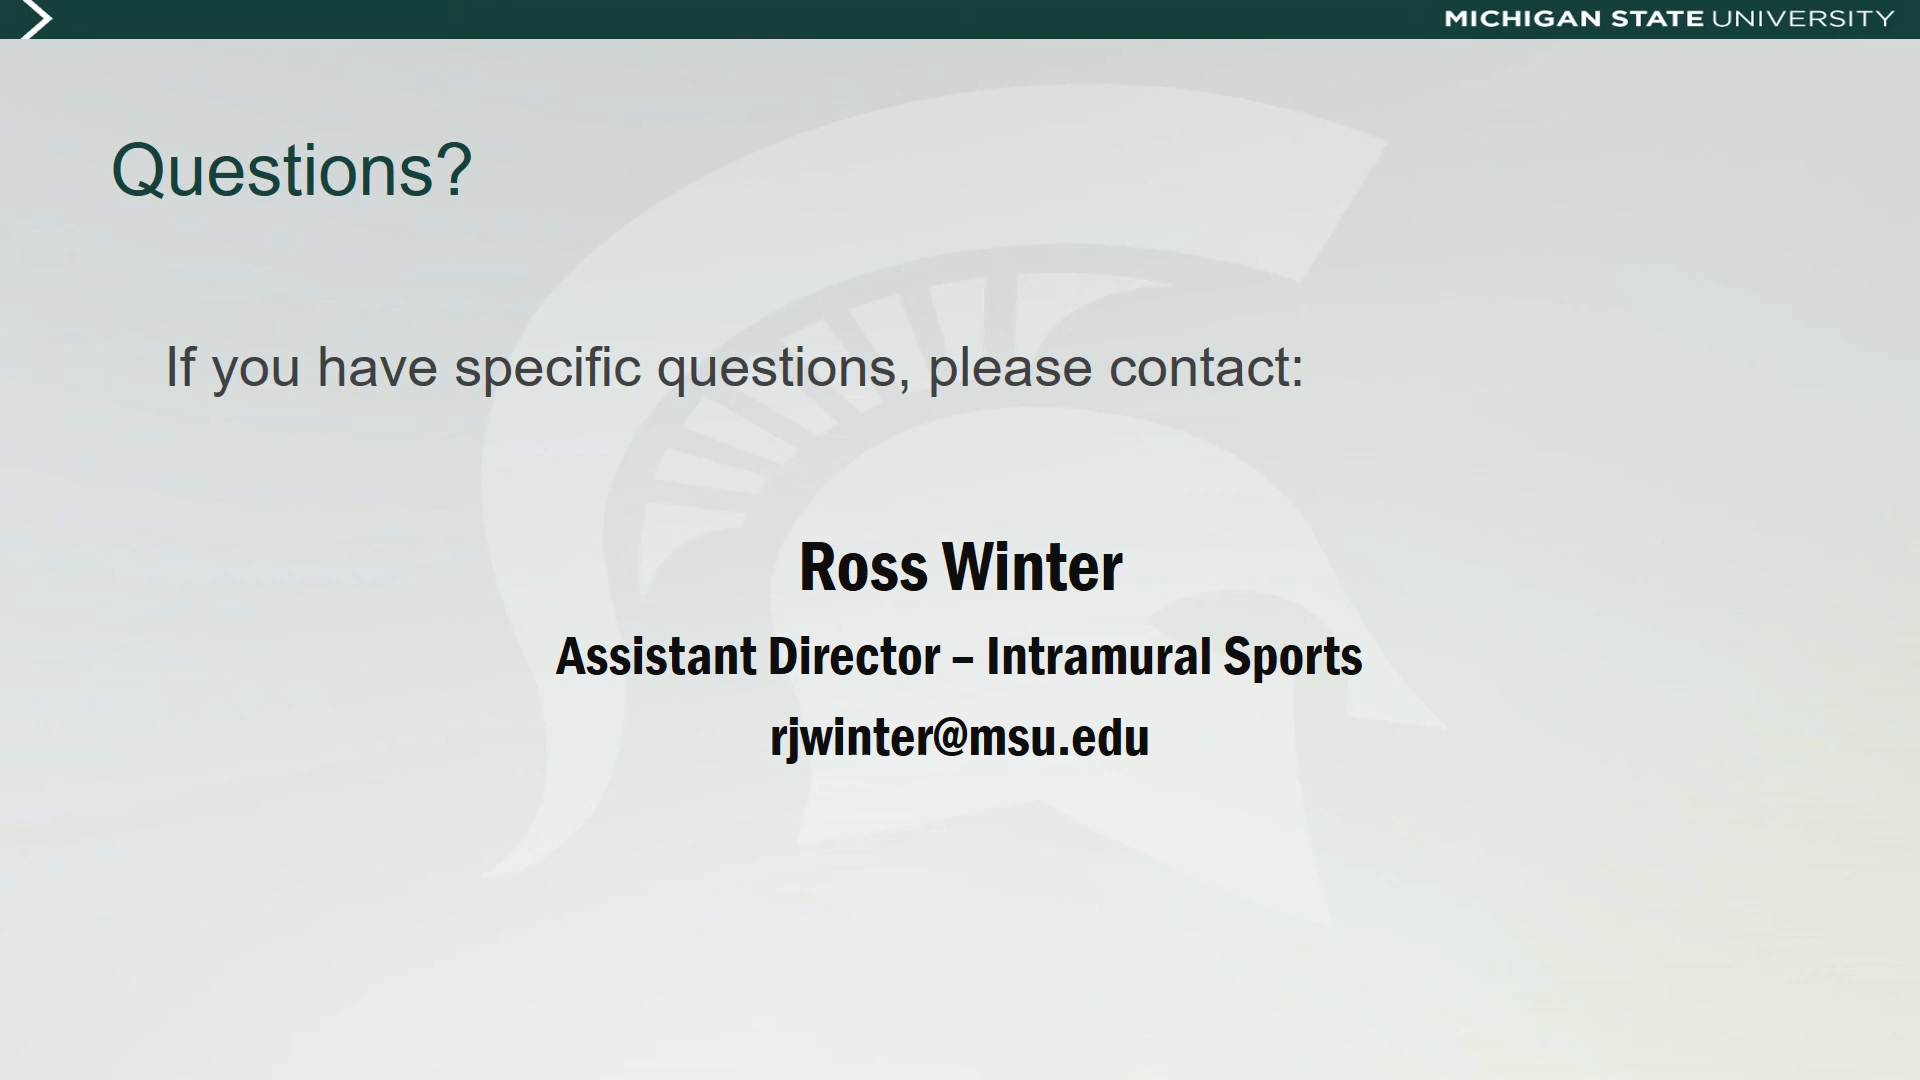 MICHIGAN STATE UNIVERSITY
Questions?
If you have specific questions, please contact:
Ross Winter
Assistant Director – Intramural Sports
rjwinter@msu.edu